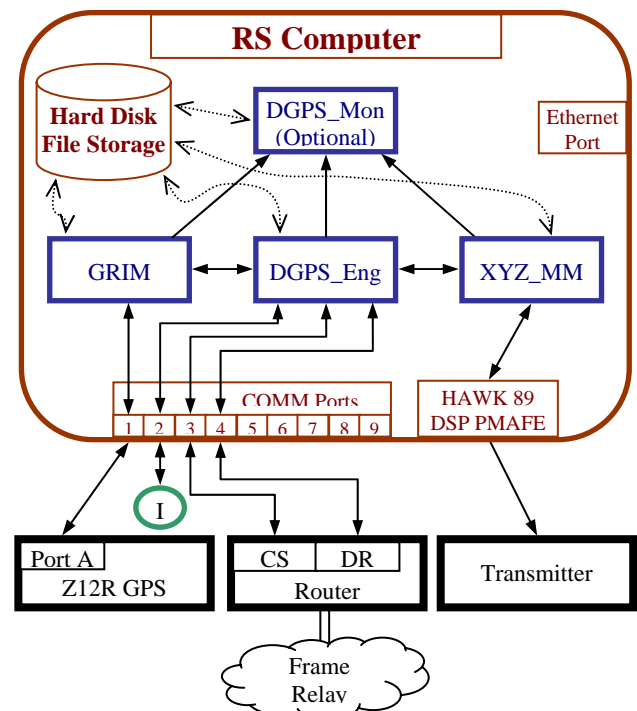 RS Computer
Hard Disk
File Storage
DGPS_Mon
(Optional)
Ethernet
Port
GRIM
DGPS_Eng
XYZ_MM
COMM Ports
1 2 3 4 5 6 7 8 9
HAWK 89
DSP PMAFE
I
Port A
Z12R GPS
CS
DR
Router
Transmitter
Frame
Relay